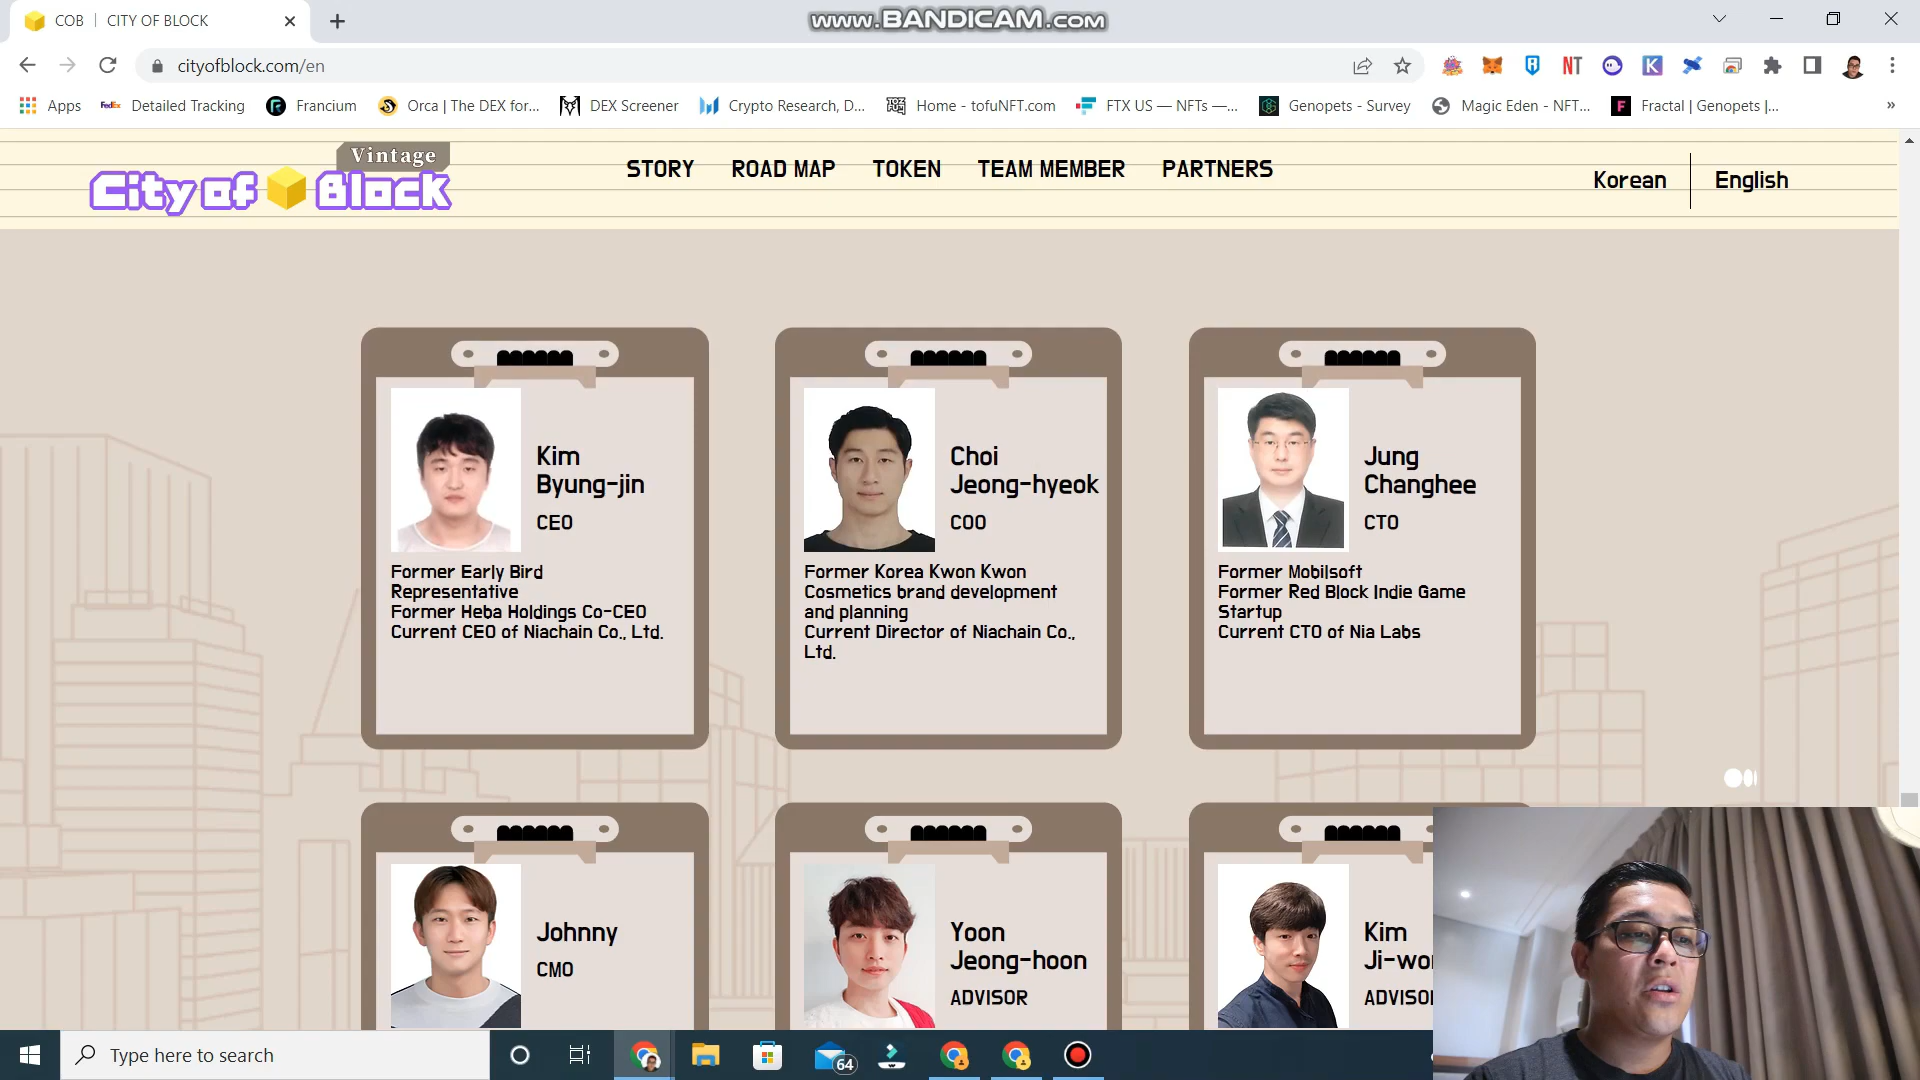 COB | CITY OF BLOCK
www.BANDICAM.com
cityofblock.com/en
Apps
FedEx
Detailed Tracking
Francium
Orca | The DEX for...
DEX Screener
Crypto Research, D...
Home - tofuNFT.com
FTX US — NFTs —...
Genopets - Survey
Magic Eden - NFT...
Fractal | Genopets |...
»
Vintage
City of Block
STORY
ROAD MAP
TOKEN
TEAM MEMBER
PARTNERS
Korean
English
Kim
Byung-jin
CEO
Former Early Bird
Representative
Former Heba Holdings Co-CEO
Current CEO of Niachain Co., Ltd.
Choi
Jeong-hyeok
COO
Former Korea Kwon Kwon
Cosmetics brand development
and planning
Current Director of Niachain Co.,
Ltd.
Jung
Changhee
CTO
Former Mobilsoft
Former Red Block Indie Game
Startup
Current CTO of Nia Labs
Johnny
CMO
Yoon
Jeong-hoon
ADVISOR
Kim
Ji-wo
ADVISO
Type here to search
64